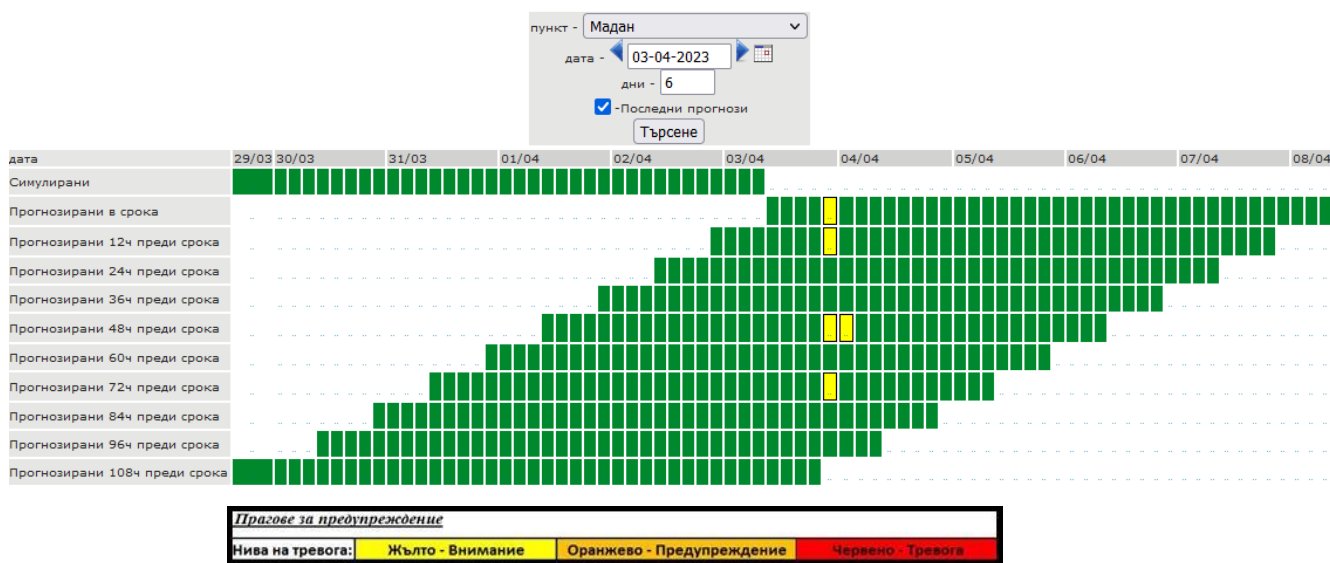 пункт - Мадан
дата - 03-04-2023
дни - 6
-Последни прогнози
Търсене
дата 29/03 30/03 31/03 01/04 02/04 03/04 04/04 05/04 06/04 07/04 08/04
Симулирани
Прогнозирани в срока
Прогнозирани 12ч преди срока
Прогнозирани 24ч преди срока
Прогнозирани 36ч преди срока
Прогнозирани 48ч преди срока
Прогнозирани 60ч преди срока
Прогнозирани 72ч преди срока
Прогнозирани 84ч преди срока
Прогнозирани 96ч преди срока
Прогнозирани 108ч преди срока
Прагове за предупреждение
Нива на тревога: Жълто - Внимание Оранжево - Предупреждение Червено - Тревога